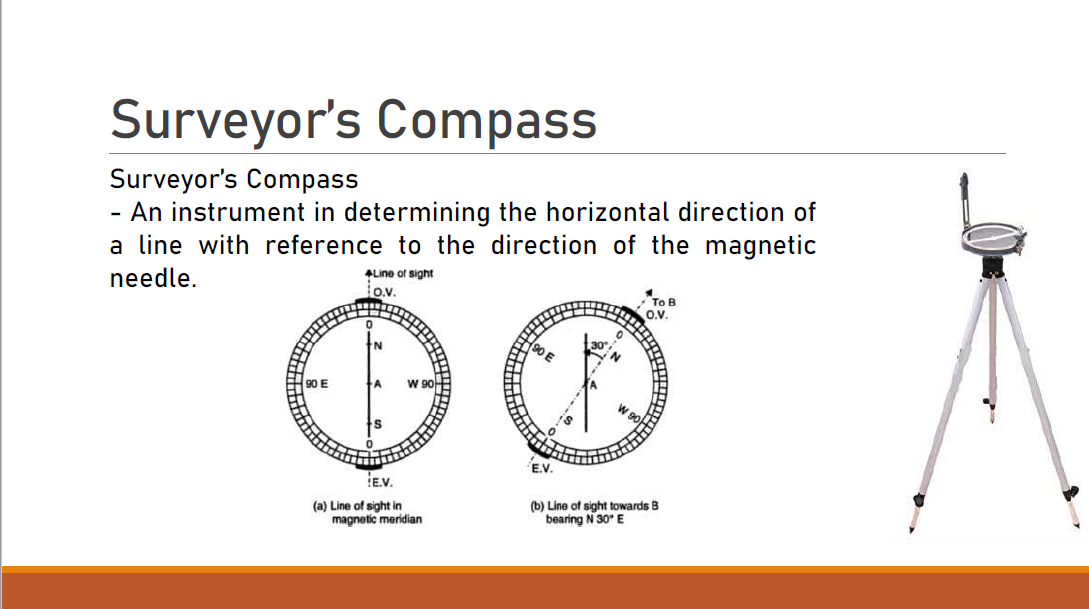 Surveyor's Compass
Surveyor's Compass
- An instrument in determining the horizontal direction of
a line with reference to the direction of the magnetic
needle.
Line of sight
O.V.
0
N
90 E
A
W 90
S
0
E.V.
(a) Line of sight in
magnetic meridian
To B
O.V.
0
30°
N
90 E
A
W 90
S
0
E.V.
(b) Line of sight towards B
bearing N 30° E